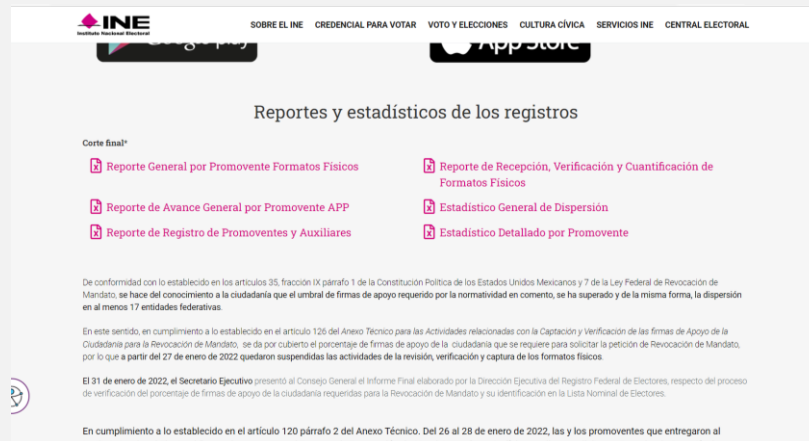 INE
Instituto Nacional Electoral
SOBRE EL INE CREDENCIAL PARA VOTAR VOTO Y ELECCIONES CULTURA CÍVICA SERVICIOS INE CENTRAL ELECTORAL
Google play
App Store
Reportes y estadísticos de los registros
Corte final*
Reporte General por Promovente Formatos Físicos
Reporte de Recepción, Verificación y Cuantificación de
Formatos Físicos
Reporte de Avance General por Promovente APP
Estadístico General de Dispersión
Reporte de Registro de Promoventes y Auxiliares
Estadístico Detallado por Promovente
De conformidad con lo establecido en los artículos 35, fracción IX párrafo 1 de la Constitución Política de los Estados Unidos Mexicanos y 7 de la Ley Federal de Revocación de
Mandato, se hace del conocimiento a la ciudadanía que el umbral de firmas de apoyo requerido por la normatividad en comento, se ha superado y de la misma forma, la dispersión
en al menos 17 entidades federativas.
En este sentido, en cumplimiento a lo establecido en el artículo 126 del Anexo Técnico para las Actividades relacionadas con la Captación y Verificación de las firmas de Apoyo de la
Ciudadanía para la Revocación de Mandato, se da por cubierto el porcentaje de firmas de apoyo de la ciudadanía que se requiere para solicitar la petición de Revocación de Mandato,
por lo que a partir del 27 de enero de 2022 quedaron suspendidas las actividades de la revisión, verificación y captura de los formatos físicos.
El 31 de enero de 2022, el Secretario Ejecutivo presentó al Consejo General el Informe Final elaborado por la Dirección Ejecutiva del Registro Federal de Electores, respecto del proceso
de verificación del porcentaje de firmas de apoyo de la ciudadanía requeridas para la Revocación de Mandato y su identificación en la Lista Nominal de Electores.
En cumplimiento a lo establecido en el artículo 120 párrafo 2 del Anexo Técnico. Del 26 al 28 de enero de 2022, las y los promoventes que entregaron al